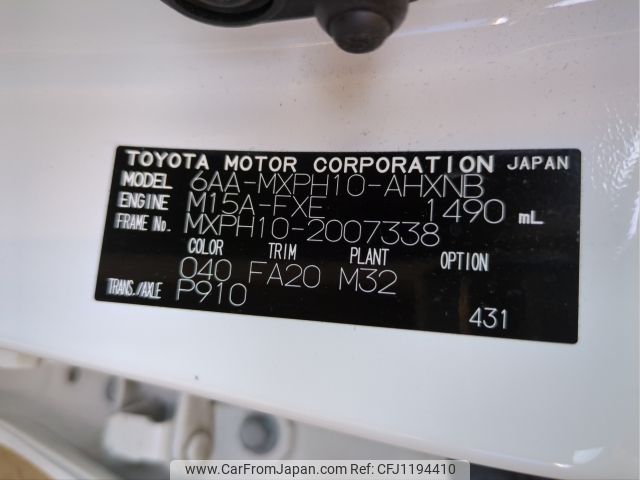 TOYOTA MOTOR CORPORATION JAPAN
MODEL 6AA-MXPH10-AHXNB
ENGINE M15A-FXE 1490 mL
FRAME No. MXPH10-2007338
COLOR TRIM PLANT OPTION
040 FA20 M32
TRANS./AXLE P910
431
www.CarFromJapan.com | Ref-No: CFJ1194410